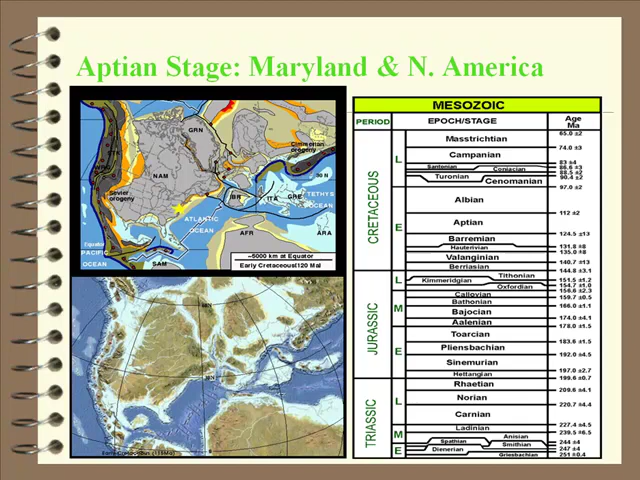 Aptian Stage: Maryland & N. America
GRN
Cimmerian
orogeny
NAM
Sevier
orogeny
30 N
TETHYS
OCEAN
BR
ITA
GRE
ATLANTIC
OCEAN
Equator
PACIFIC
OCEAN
AFR
ARA
SAM
~5000 km at Equator
Early Cretaceous(120 Ma)
Early Cretaceous (115Ma)
MESOZOIC
PERIOD
EPOCH/STAGE
Age
Ma
65.0 ±2
CRETACEOUS
L
Masstrichtian
74.0 ±3
Campanian
83 ±4
Santonian
86.6 ±3
Coniacian
88.5 ±2
Turonian
90.4 ±2
Cenomanian
97.0 ±2
E
Albian
112 ±2
Aptian
124.5 ±13
Barremian
131.8 ±8
Hauterivian
135.0 ±8
Valanginian
140.7 ±13
Berriasian
144.8 ±3.1
JURASSIC
L
Tithonian
151.5 ±1.2
Kimmeridgian
154.7 ±1.0
Oxfordian
156.6 ±2.3
M
Callovian
159.7 ±0.5
Bathonian
166.0 ±1.1
Bajocian
174.0 ±4.1
Aalenian
178.0 ±1.5
E
Toarcian
183.6 ±1.5
Pliensbachian
192.0 ±4.5
Sinemurian
197.0 ±2.7
Hettangian
199.6 ±0.7
TRIASSIC
L
Rhaetian
209.6 ±4.1
Norian
220.7 ±4.4
Carnian
227.4 ±4.5
M
Ladinian
239.5 ±6.5
Anisian
244 ±4
E
Spathian
Smithian
247 ±4
Dienerian
Griesbachian
251 ±0.4